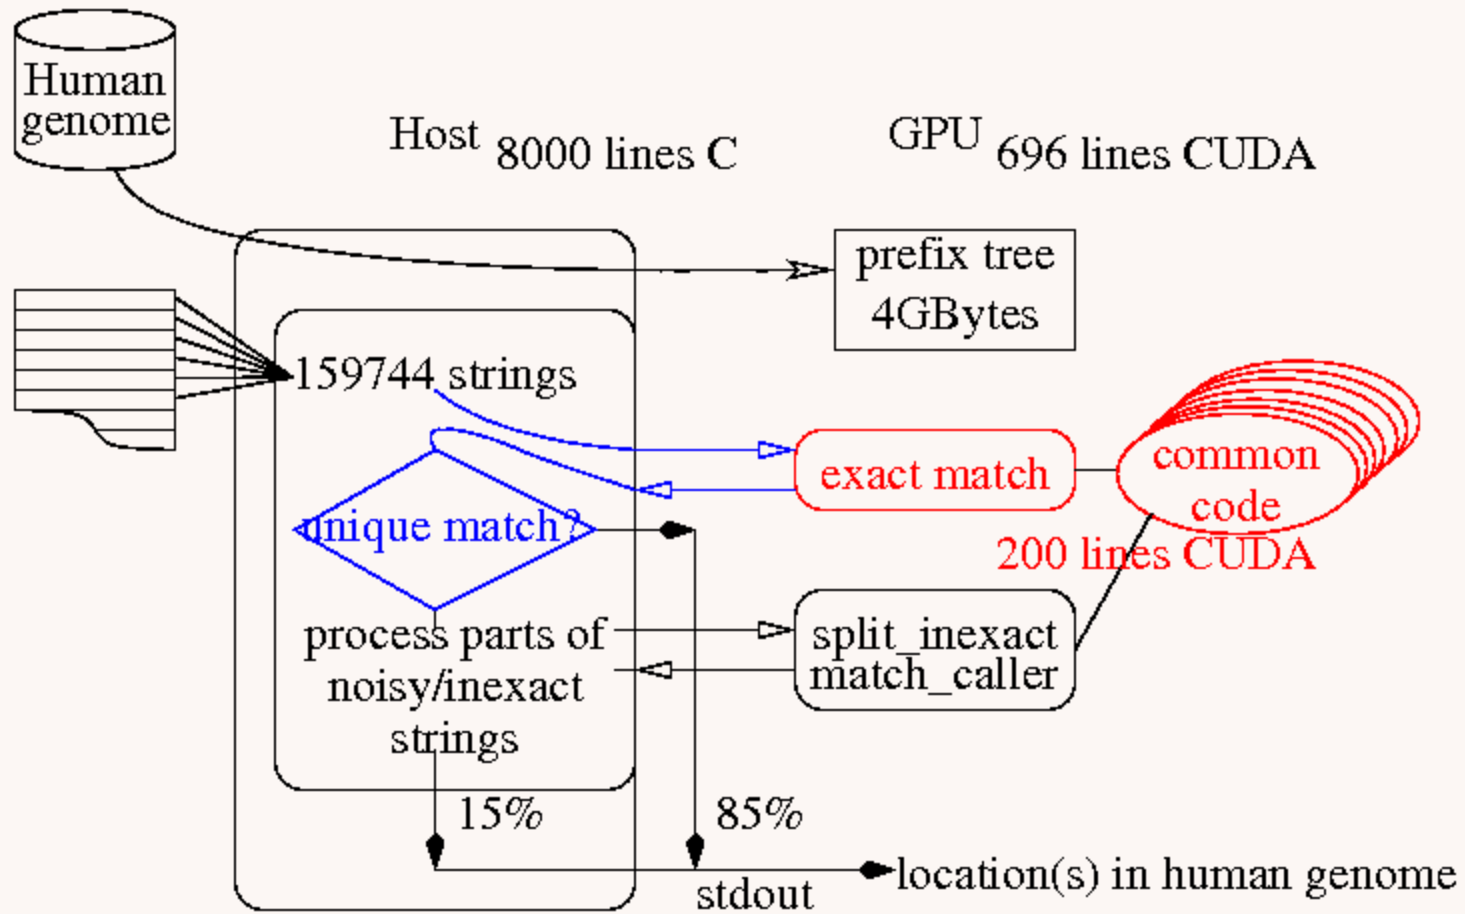 Human
genome
Host 8000 lines C
GPU 696 lines CUDA
prefix tree
4GBytes
159744 strings
exact match
common
code
200 lines CUDA
unique match?
process parts of
noisy/inexact
strings
split_inexact
match_caller
15%
85%
stdout
location(s) in human genome